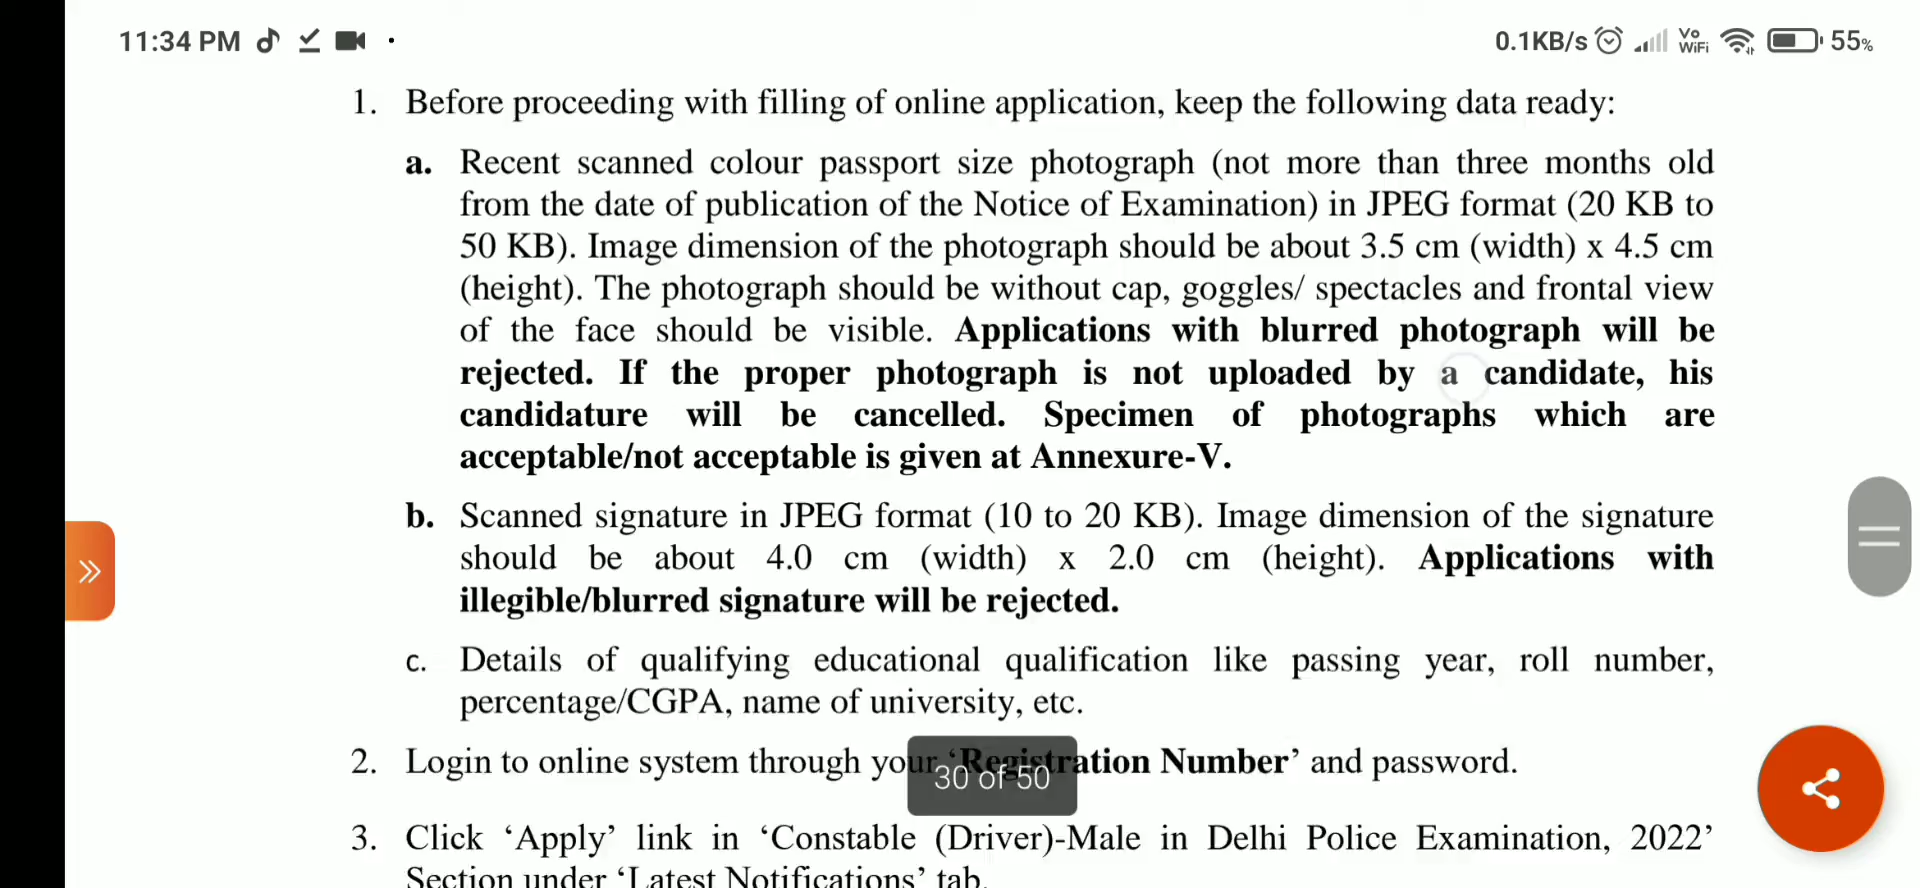 11:34 PM
0.1KB/s Vo WiFi 55%
1. Before proceeding with filling of online application, keep the following data ready:
a. Recent scanned colour passport size photograph (not more than three months old
from the date of publication of the Notice of Examination) in JPEG format (20 KB to
50 KB). Image dimension of the photograph should be about 3.5 cm (width) x 4.5 cm
(height). The photograph should be without cap, goggles/ spectacles and frontal view
of the face should be visible. Applications with blurred photograph will be
rejected. If the proper photograph is not uploaded by a candidate, his
candidature will be cancelled. Specimen of photographs which are
acceptable/not acceptable is given at Annexure-V.
b. Scanned signature in JPEG format (10 to 20 KB). Image dimension of the signature
should be about 4.0 cm (width) x 2.0 cm (height). Applications with
illegible/blurred signature will be rejected.
c. Details of qualifying educational qualification like passing year, roll number,
percentage/CGPA, name of university, etc.
2. Login to online system through your ‘Registration Number’ and password.
30 of 50
3. Click ‘Apply’ link in ‘Constable (Driver)-Male in Delhi Police Examination, 2022’
Section under ‘Latest Notifications’ tab.